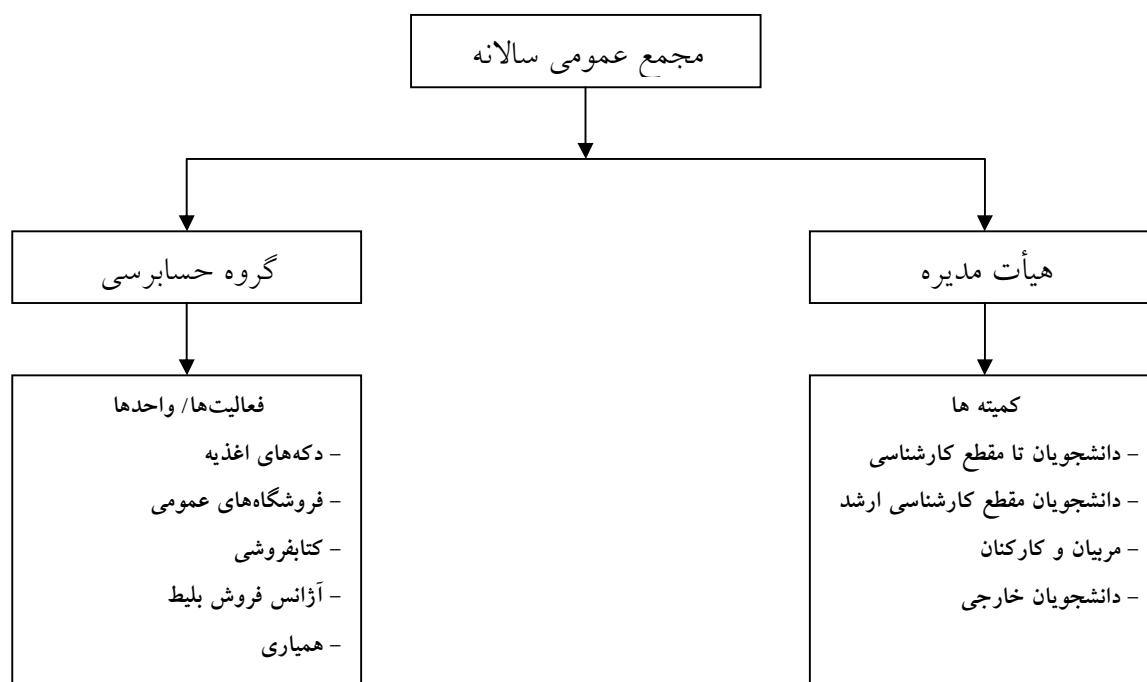 مجمع عمومی سالانه
هیأت مدیره
گروه حسابرسی
کمیته ها
- دانشجویان تا مقطع کارشناسی
- دانشجویان مقطع کارشناسی ارشد
- مربیان و کارکنان
- دانشجویان خارجی
فعالیت‌ها/ واحدها
- دکه‌های اغذیه
- فروشگاه‌های عمومی
- کتابفروشی
- آژانس فروش بلیط
- همیاری